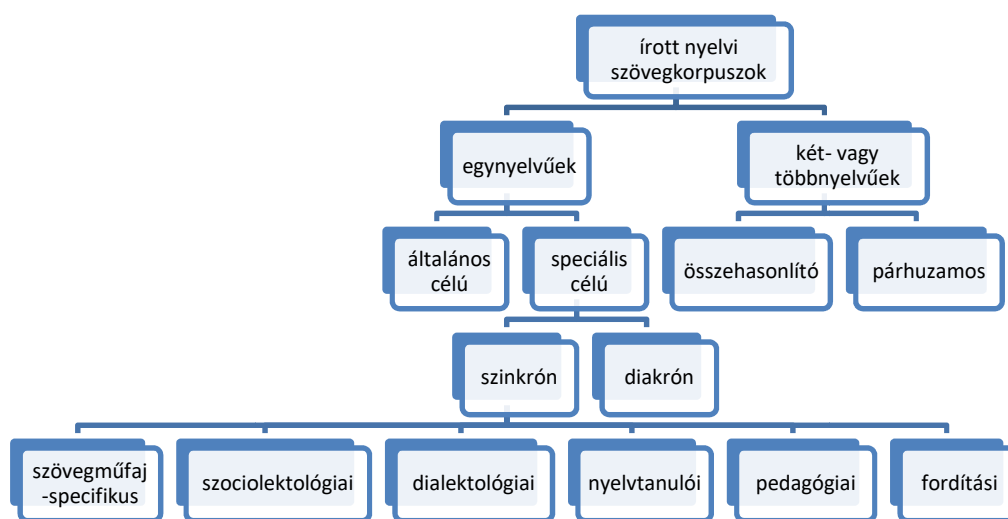 írott nyelvi
szövegkorpuszok
egynyelvűek
két- vagy
többnyelvűek
általános
célú
speciális
célú
összehasonlító
párhuzamos
szinkrón
diakrón
szövegműfaj
-specifikus
szociolektológiai
dialektológiai
nyelvtanulói
pedagógiai
fordítási